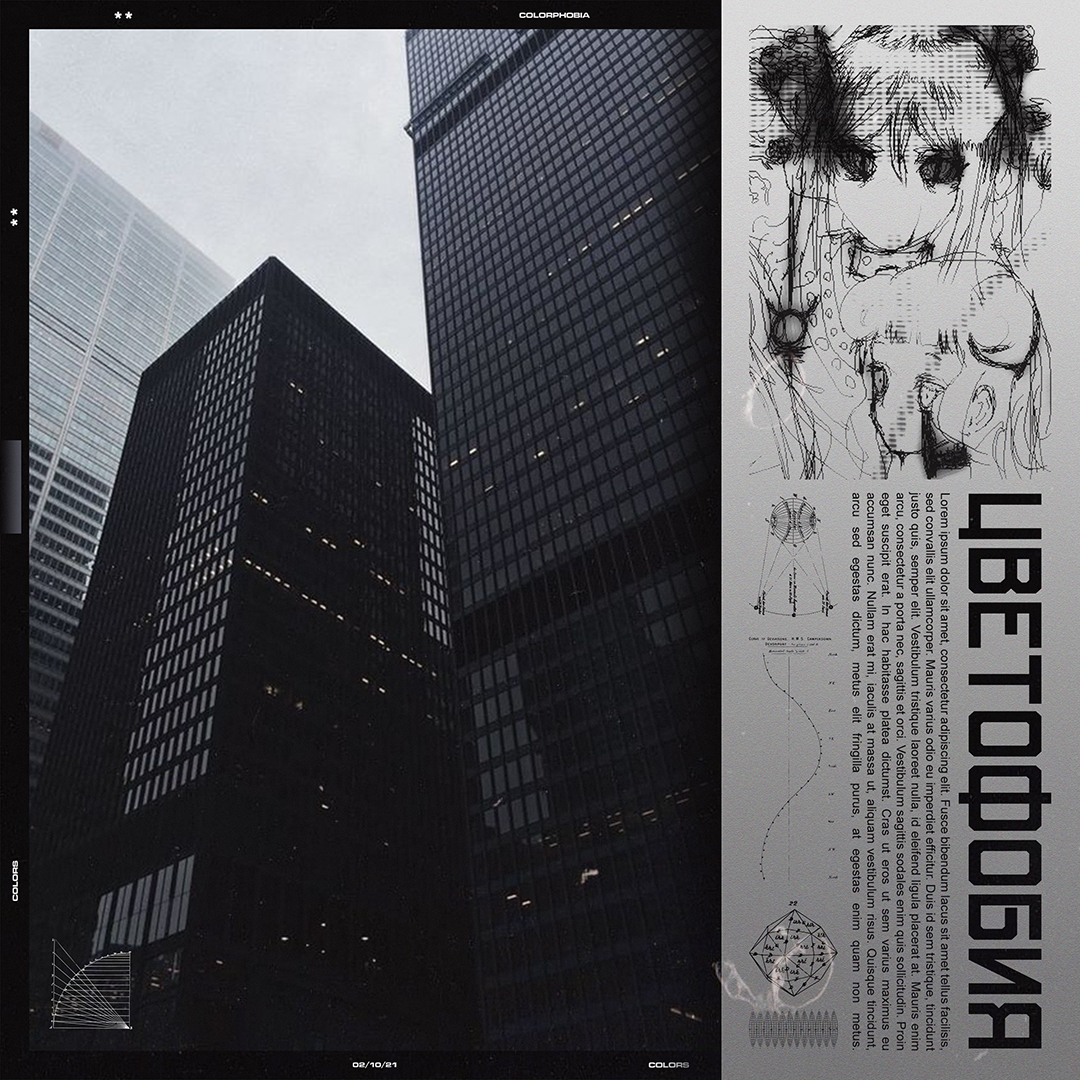 **
COLORPHOBIA
**
COLORS
02/10/21
COLORS
ЦВЕТОФОБИЯ
Lorem ipsum dolor sit amet, consectetur adipiscing elit. Fusce bibendum lacus sit amet tellus facilisis,
sed convallis elit ullamcorper. Mauris varius odio eu imperdiet efficitur. Duis id sem tristique, tincidunt
justo quis, semper elit. Vestibulum tristique laoreet nulla, id eleifend ligula placerat at. Mauris enim
arcu, consectetur a porta nec, sagittis et orci. Vestibulum sagittis sodales enim quis sollicitudin. Proin
eget suscipit erat. In hac habitasse platea dictumst. Cras ut eros ut sem varius maximus eu
accumsan nunc. Nullam erat mi, iaculis at massa ut, aliquam vestibulum risus. Quisque tincidunt,
arcu sed egestas dictum, metus elit fringilla purus, at egestas enim quam non metus.